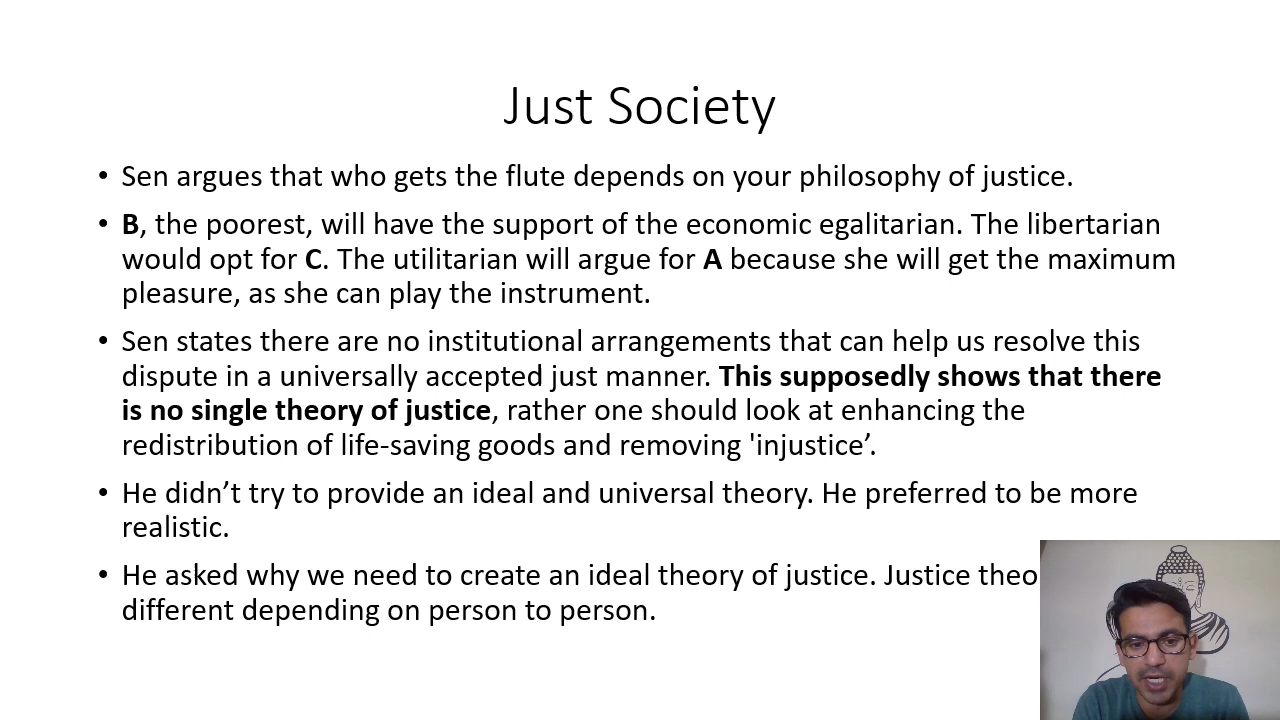 Just Society
• Sen argues that who gets the flute depends on your philosophy of justice.
• B, the poorest, will have the support of the economic egalitarian. The libertarian
would opt for C. The utilitarian will argue for A because she will get the maximum
pleasure, as she can play the instrument.
• Sen states there are no institutional arrangements that can help us resolve this
dispute in a universally accepted just manner. This supposedly shows that there
is no single theory of justice, rather one should look at enhancing the
redistribution of life-saving goods and removing 'injustice’.
• He didn’t try to provide an ideal and universal theory. He preferred to be more
realistic.
• He asked why we need to create an ideal theory of justice. Justice
different depending on person to person.